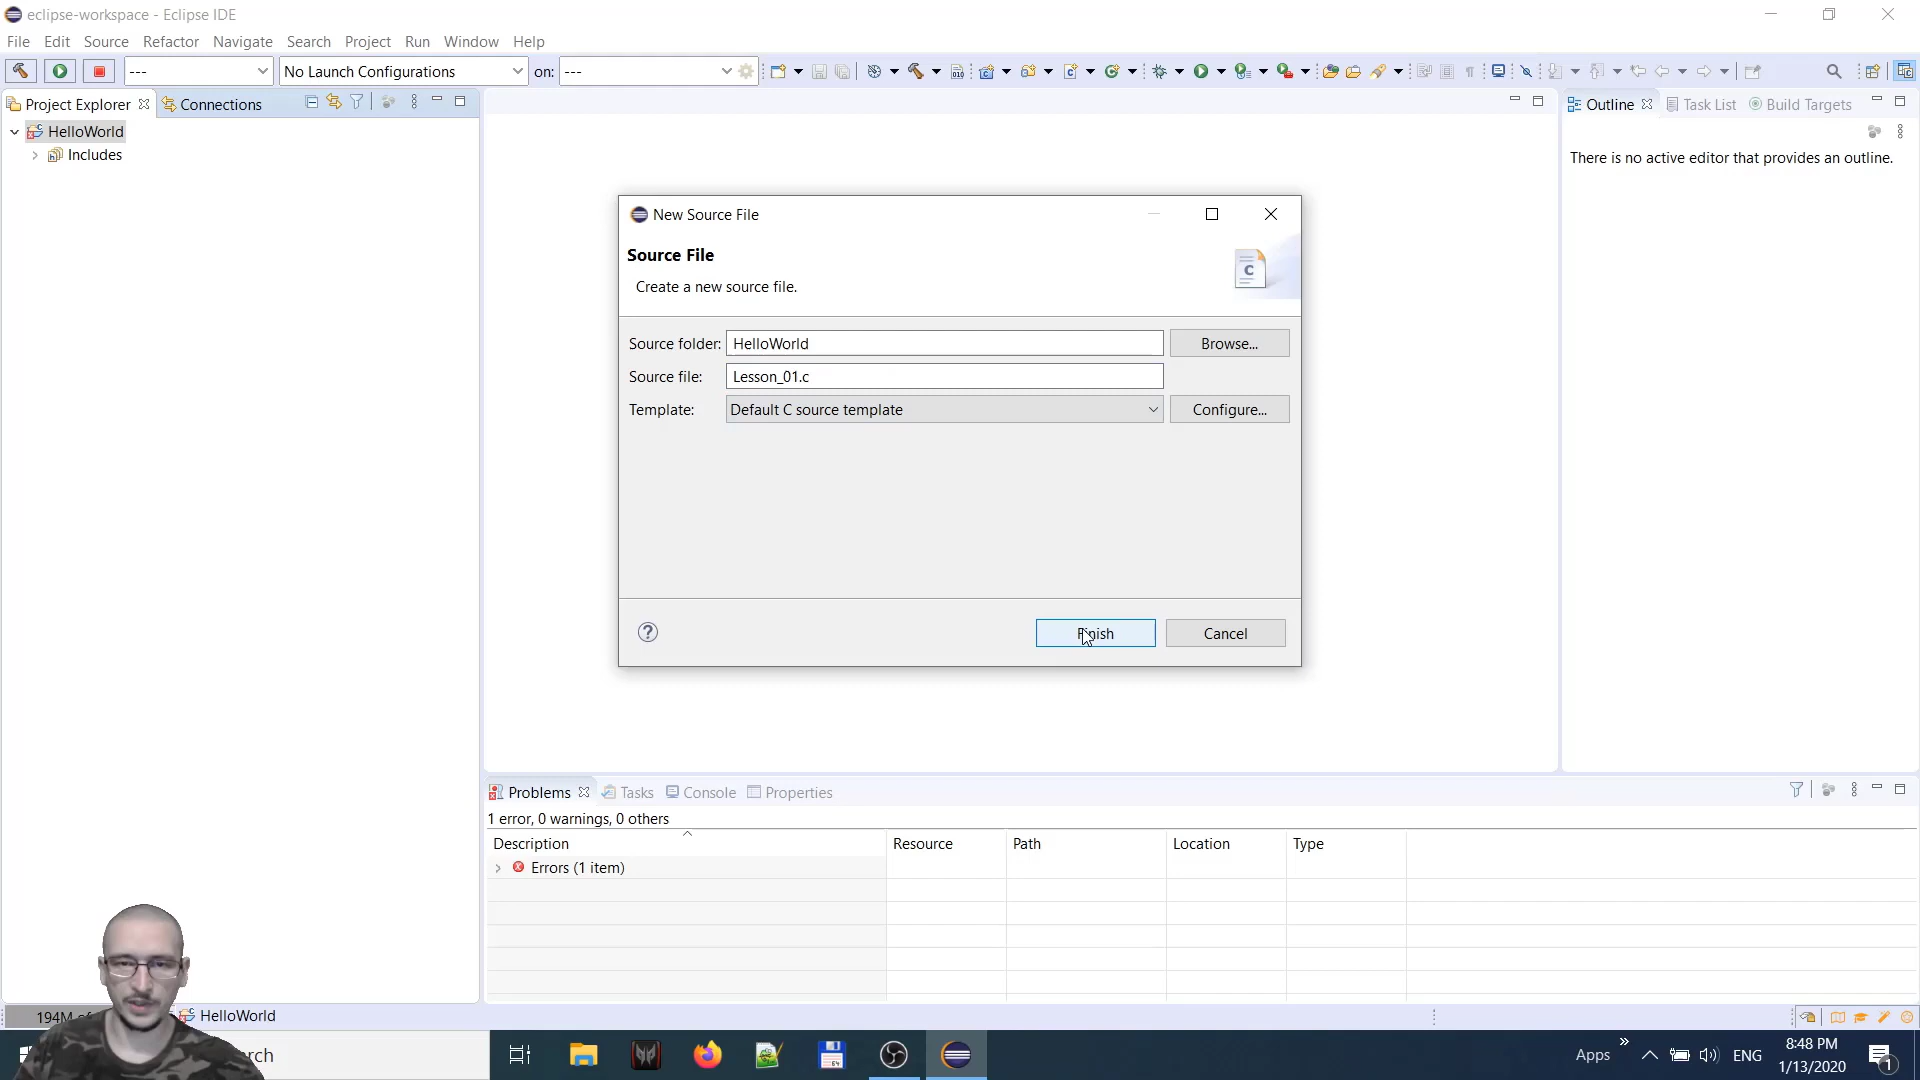 eclipse-workspace - Eclipse IDE
File Edit Source Refactor Navigate Search Project Run Window Help
--- No Launch Configurations on: ---
Project Explorer Connections
Outline Task List Build Targets
HelloWorld
Includes
There is no active editor that provides an outline.
New Source File
Source File
Create a new source file.
Source folder: HelloWorld Browse...
Source file: Lesson_01.c
Template: Default C source template Configure...
Finish Cancel
Problems Tasks Console Properties
1 error, 0 warnings, 0 others
Description Resource Path Location Type
Errors (1 item)
194M HelloWorld
Apps ENG
8:48 PM
1/13/2020
1